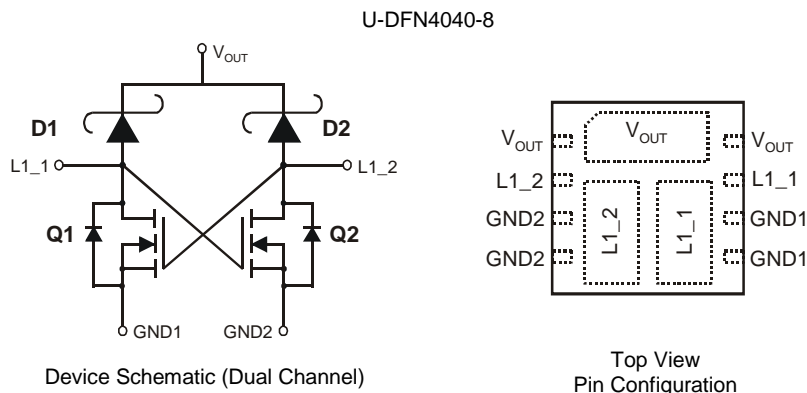 U-DFN4040-8
VOUT
D1
D2
L1_1
L1_2
Q1
Q2
GND1
GND2
Device Schematic (Dual Channel)
VOUT
VOUT
VOUT
L1_2
L1_1
GND2
L1_2
L1_1
GND1
GND2
GND1
Top View
Pin Configuration